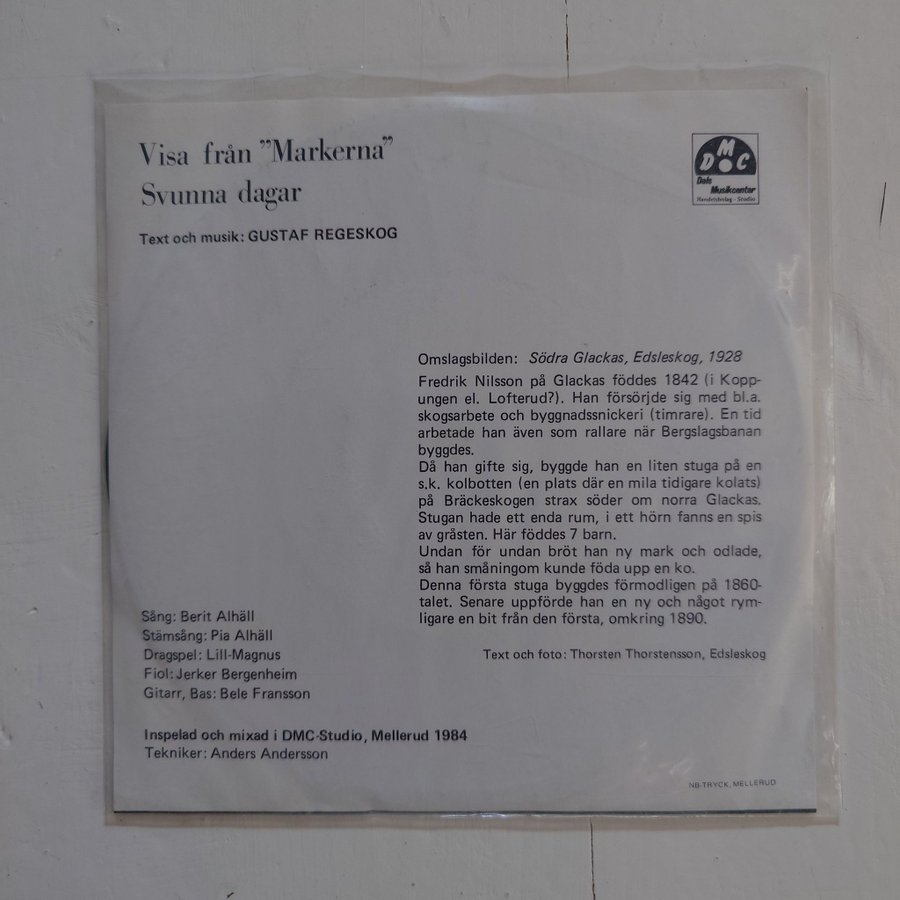 Visa från ”Markerna”
Svunna dagar
Text och musik: GUSTAF REGESKOG
DMC
Dals
Musikcenter
Handelsbolag - Studio
Omslagsbilden: Södra Glackas, Edsleskog, 1928
Fredrik Nilsson på Glackas föddes 1842 (i Kopp-
ungen el. Lofterud?). Han försörjde sig med bl.a.
skogsarbete och byggnadssnickeri (timrare). En tid
arbetade han även som rallare när Bergslagsbanan
byggdes.
Då han gifte sig, byggde han en liten stuga på en
s.k. kolbotten (en plats där en mila tidigare kolats)
på Bräckeskogen strax söder om norra Glackas.
Stugan hade ett enda rum, i ett hörn fanns en spis
av gråsten. Här föddes 7 barn.
Undan för undan bröt han ny mark och odlade,
så han småningom kunde föda upp en ko.
Denna första stuga byggdes förmodligen på 1860-
talet. Senare uppförde han en ny och något rym-
ligare en bit från den första, omkring 1890.
Text och foto: Thorsten Thorstensson, Edsleskog
Sång: Berit Alhäll
Stämsång: Pia Alhäll
Dragspel: Lill-Magnus
Fiol: Jerker Bergenheim
Gitarr, Bas: Bele Fransson
Inspelad och mixad i DMC-Studio, Mellerud 1984
Tekniker: Anders Andersson
NB-TRYCK, MELLERUD